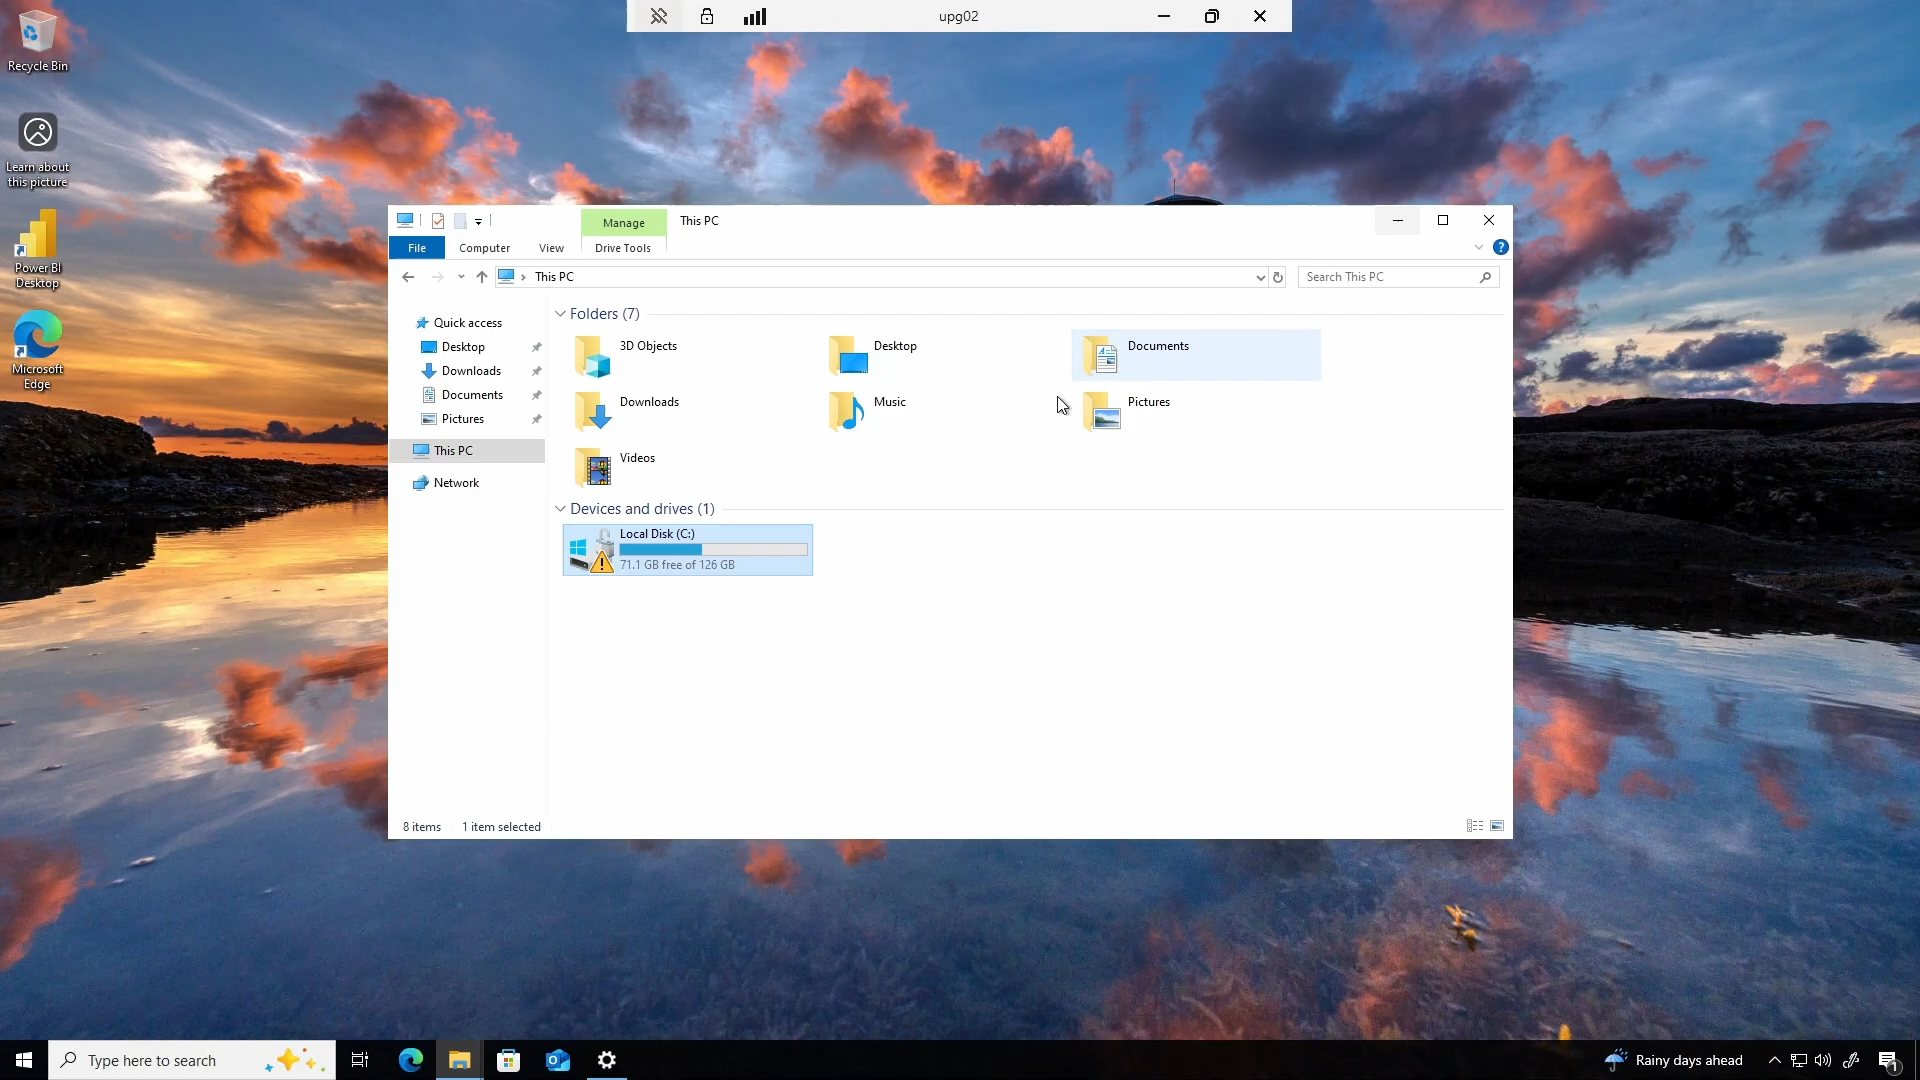 upg02
Recycle Bin
Learn about
this picture
Power BI
Desktop
Microsoft
Edge
Manage
This PC
File
Computer
View
Drive Tools
This PC
Search This PC
Quick access
Desktop
Downloads
Documents
Pictures
This PC
Network
Folders (7)
3D Objects
Desktop
Documents
Downloads
Music
Pictures
Videos
Devices and drives (1)
Local Disk (C:)
71.1 GB free of 126 GB
8 items
1 item selected
Type here to search
Rainy days ahead
1